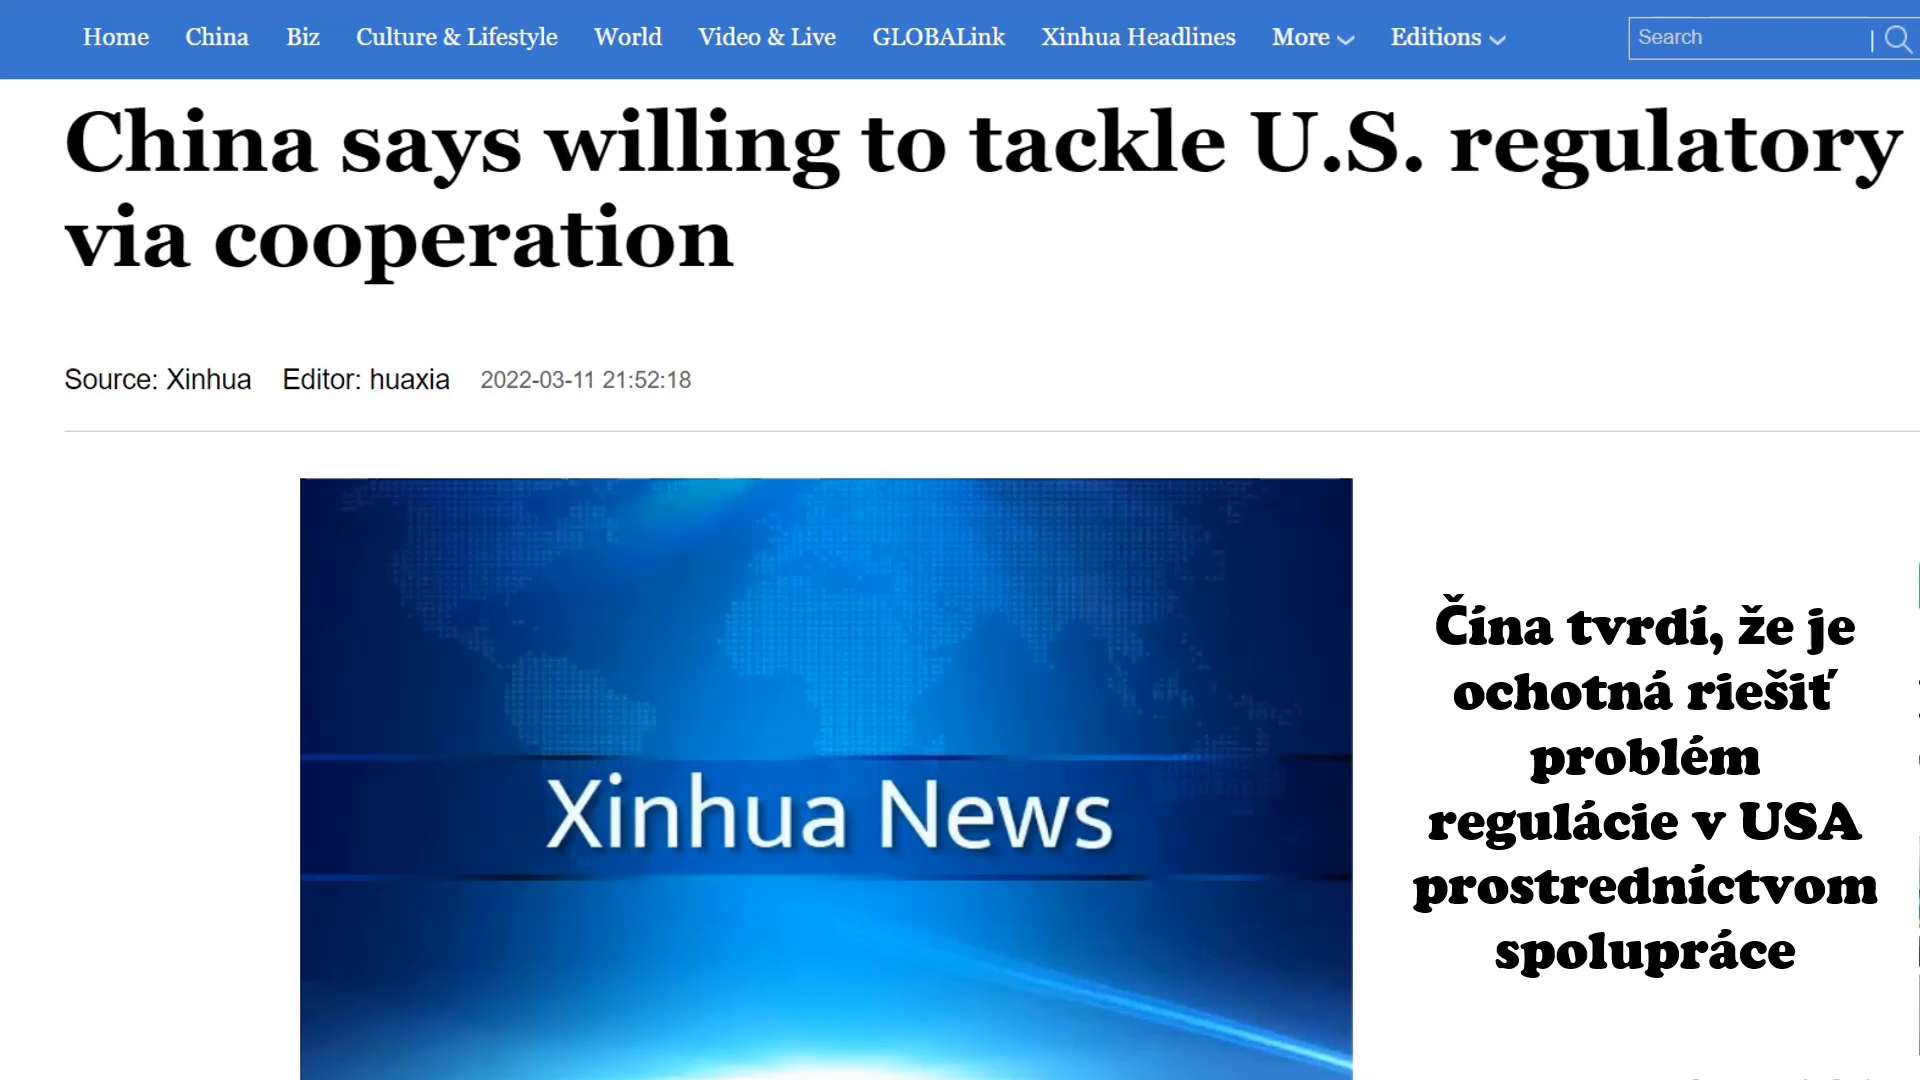 Home China Biz Culture & Lifestyle World Video & Live GLOBALink Xinhua Headlines More Editions Search
China says willing to tackle U.S. regulatory
via cooperation
Source: Xinhua Editor: huaxia 2022-03-11 21:52:18
Xinhua News
Čína tvrdí, že je
ochotná riešiť
problém
regulácie v USA
prostredníctvom
spolupráce